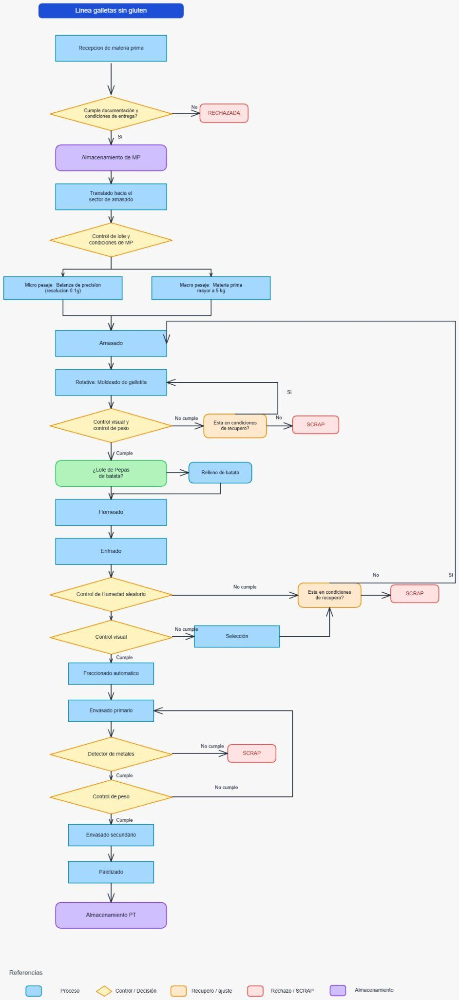 Linea galletas sin gluten
Recepcion de materia prima
Cumple documentación y
condiciones de entrega?
No
RECHAZADA
Si
Almacenamiento de MP
Translado hacia el
sector de amasado
Control de lote y
condiciones de MP
Micro pesaje: Balanza de precision
(resolucion 0.1g)
Macro pesaje: Materia prima
mayor a 5 kg
Amasado
Rotativa: Moldeado de galletita
Si
Control visual y
control de peso
No cumple
Esta en condiciones
de recupero?
No
SCRAP
Cumple
¿Lote de Pepas
de batata?
Relleno de batata
Horneado
Enfriado
Control de Humedad aleatorio
No cumple
Esta en condiciones
de recupero?
No
Si
SCRAP
Control visual
No cumple
Selección
Cumple
Fraccionado automatico
Envasado primario
Detector de metales
No cumple
SCRAP
Cumple
Control de peso
No cumple
Cumple
Envasado secundario
Paletizado
Almacenamiento PT
Referencias
Proceso
Control / Decisión
Recupero / ajuste
Rechazo / SCRAP
Almacenamiento